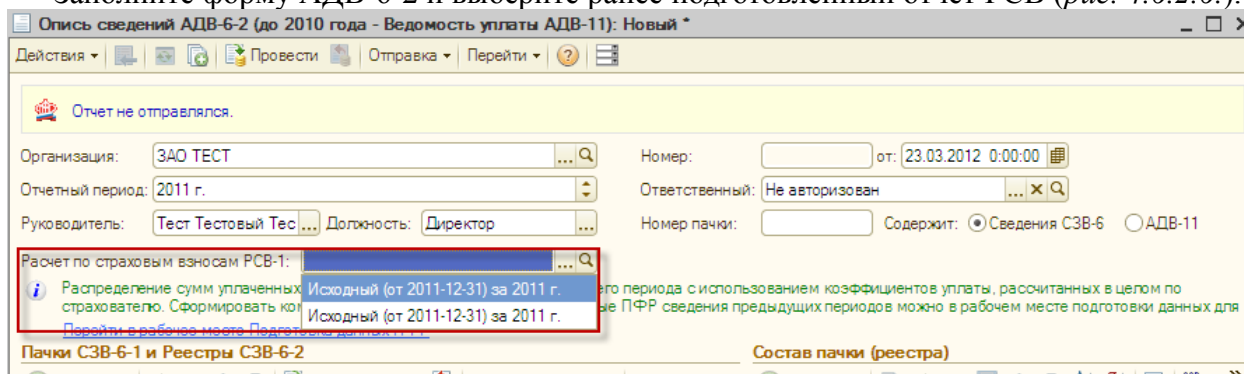 Заполните форму АДВ-6-2 и выберите ранее подготовленный отчет РСВ (рис. 4.6.2.6.).
Опись сведений АДВ-6-2 (до 2010 года - Ведомость уплаты АДВ-11): Новый *
Действия Провести Отправка Перейти
Отчет не отправлялся.
Организация: ЗАО ТЕСТ ... Номер: от: 23.03.2012 0:00:00
Отчетный период: 2011 г. Ответственный: Не авторизован ...
Руководитель: Тест Тестовый Тес ... Должность: Директор ... Номер пачки: Содержит: Сведения СЗВ-6 АДВ-11
Расчет по страховым взносам РСВ-1: ...
Распределение сумм уплаченных Исходный (от 2011-12-31) за 2011 г. го периода с использованием коэффициентов уплаты, рассчитанных в целом по
страхователю. Сформировать кор Исходный (от 2011-12-31) за 2011 г. ые ПФР сведения предыдущих периодов можно в рабочем месте подготовки данных для
Перейти в рабочее место Подготовка данных ПФР
Пачки СЗВ-6-1 и Реестры СЗВ-6-2 Состав пачки (реестра)